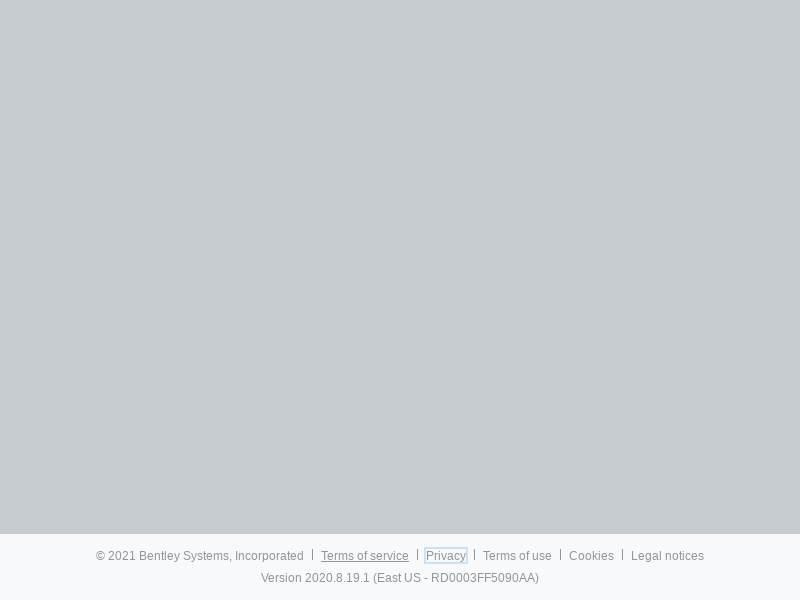 © 2021 Bentley Systems, Incorporated | Terms of service | Privacy | Terms of use | Cookies | Legal notices
Version 2020.8.19.1 (East US - RD0003FF5090AA)